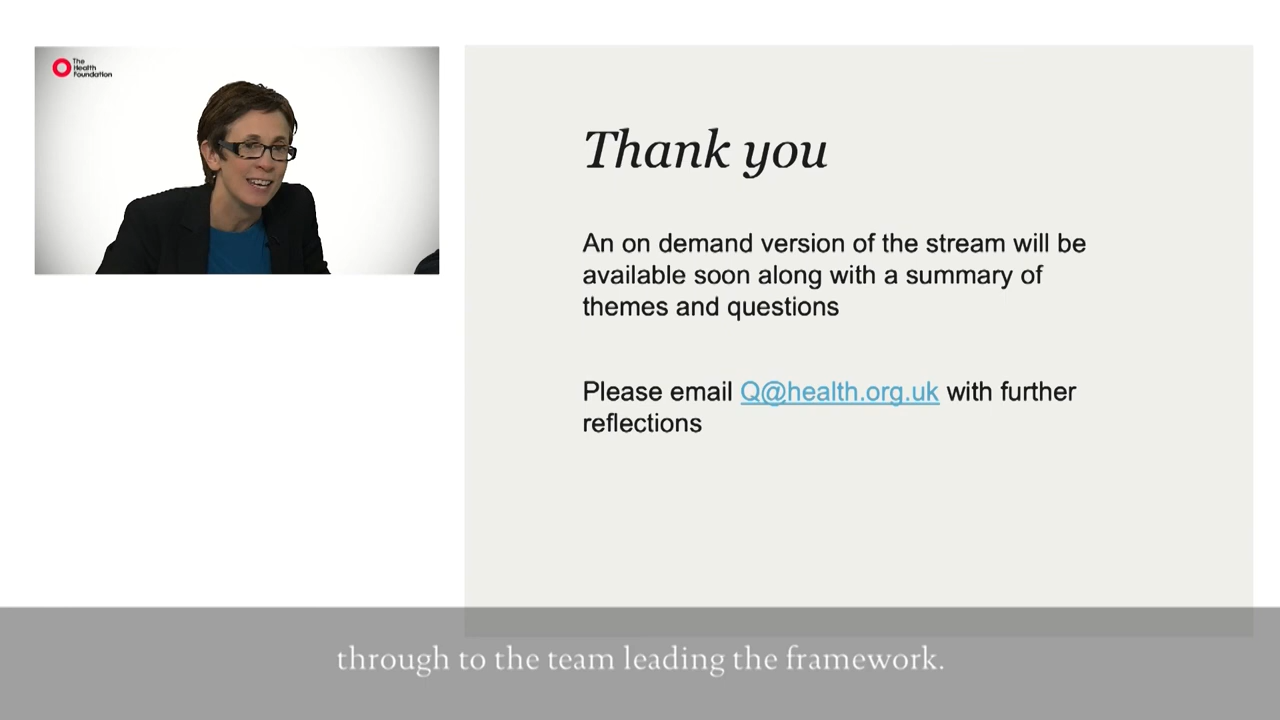 The
Health
Foundation
Thank you
An on demand version of the stream will be
available soon along with a summary of
themes and questions
Please email Q@health.org.uk with further
reflections
through to the team leading the framework.